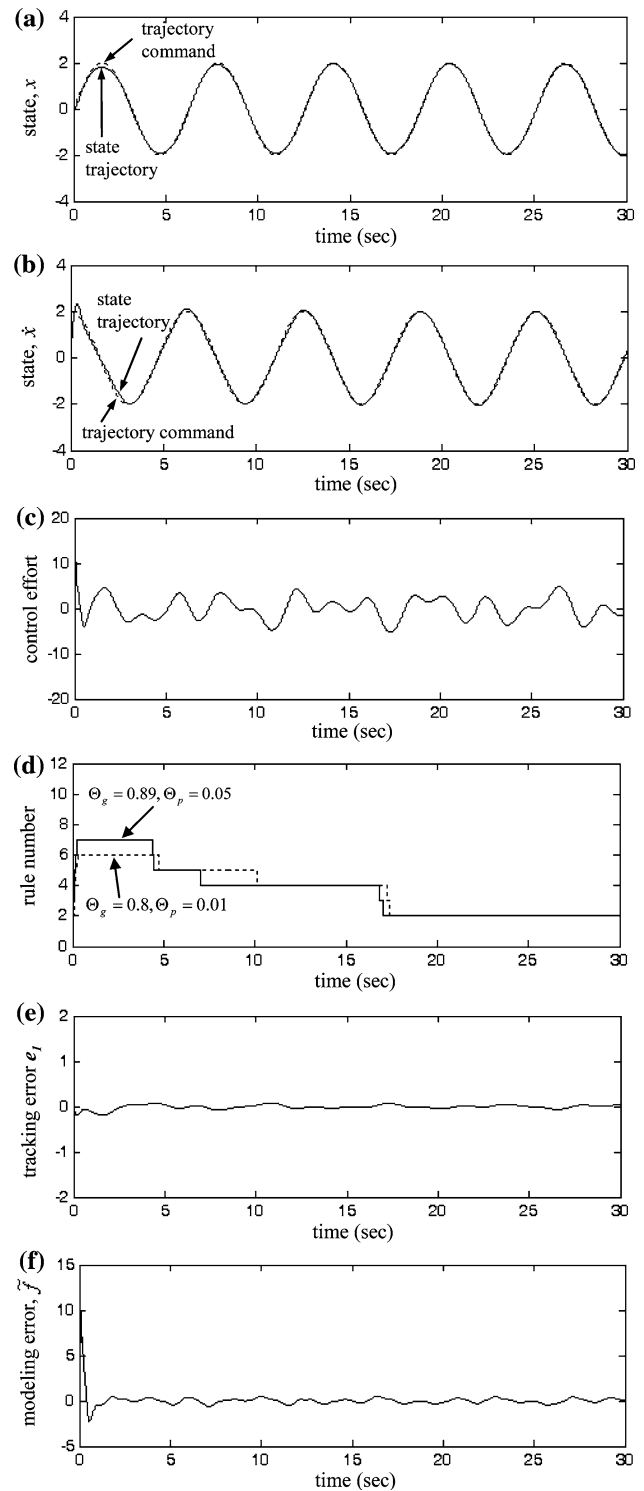 (a)
4
2
0
-2
-4
state, x
trajectory
command
state
trajectory
0 5 10 15 20 25 30
time (sec)
(b)
4
2
0
-2
-4
state, ẋ
state
trajectory
trajectory command
0 5 10 15 20 25 30
time (sec)
(c)
20
10
0
-10
-20
control effort
0 5 10 15 20 25 30
time (sec)
(d)
12
10
8
6
4
2
0
rule number
Θg = 0.89, Θp = 0.05
Θg = 0.8, Θp = 0.01
0 5 10 15 20 25 30
time (sec)
(e)
2
1
0
-1
-2
tracking error e1
0 5 10 15 20 25 30
time (sec)
(f)
15
10
5
0
-5
modeling error, f̃
0 5 10 15 20 25 30
time (sec)